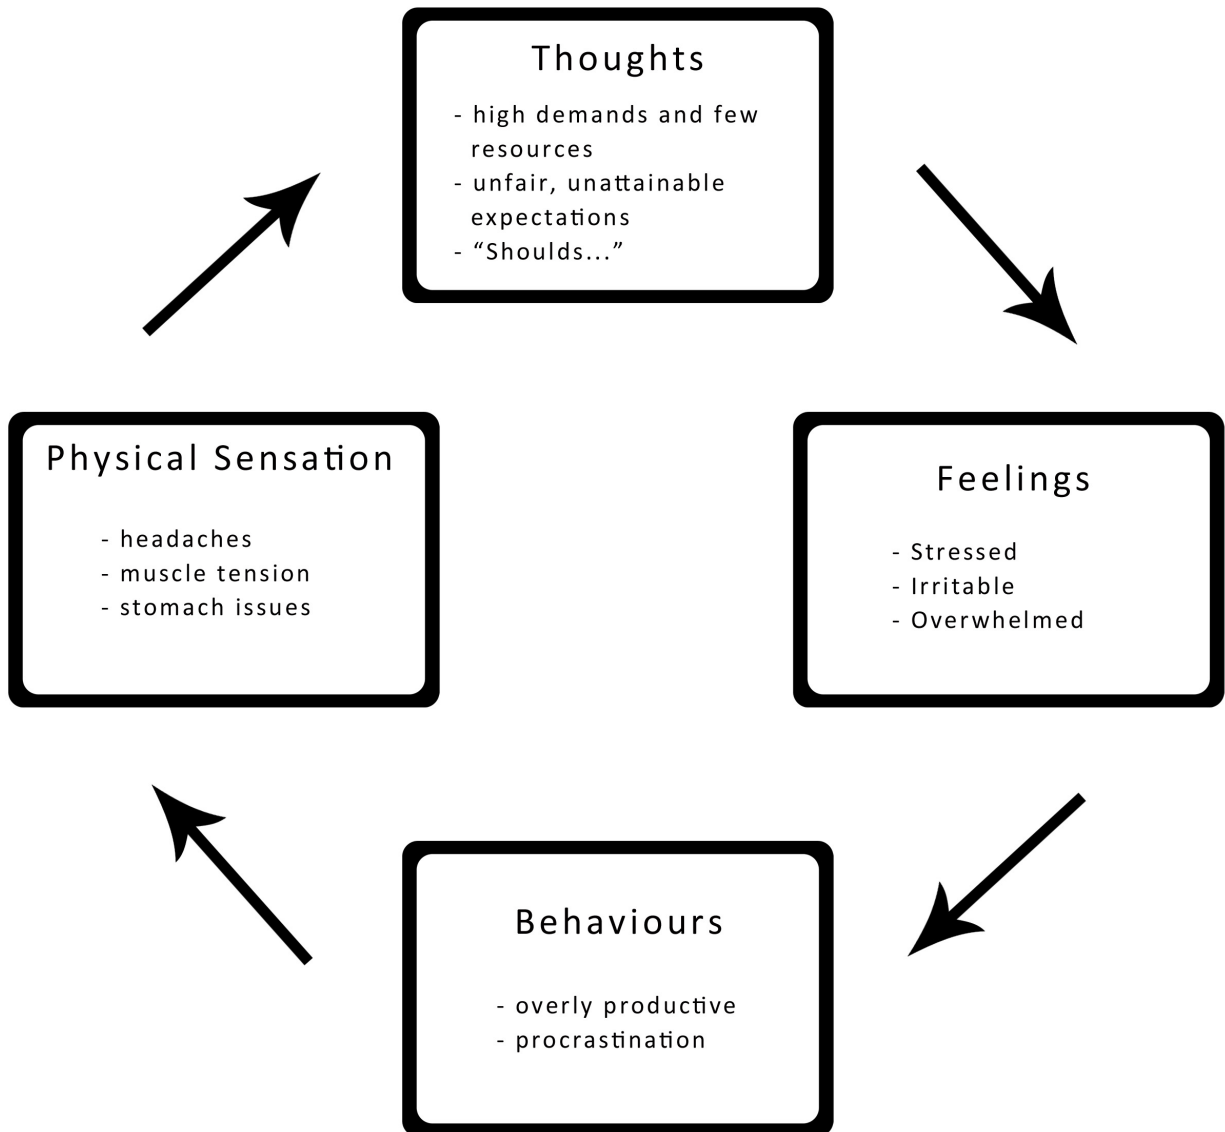 Thoughts
- high demands and few
resources
- unfair, unattainable
expectations
- “Shoulds...”
Physical Sensation
- headaches
- muscle tension
- stomach issues
Feelings
- Stressed
- Irritable
- Overwhelmed
Behaviours
- overly productive
- procrastination